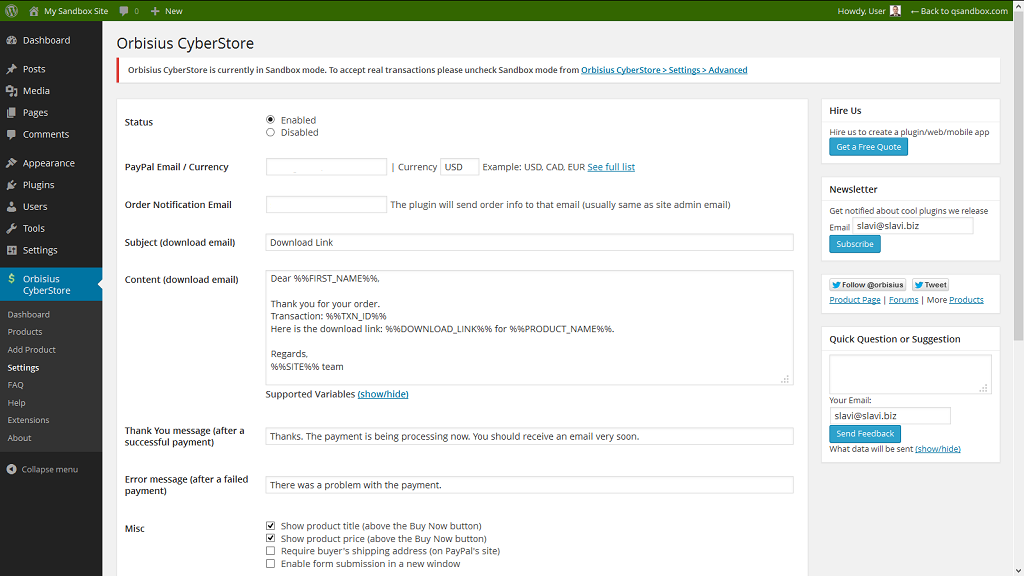 My Sandbox Site 0 New Howdy, User ← Back to qsandbox.com
Dashboard
Posts
Media
Pages
Comments
Appearance
Plugins
Users
Tools
Settings
$ Orbisius
CyberStore
Dashboard
Products
Add Product
Settings
FAQ
Help
Extensions
About
Collapse menu
Orbisius CyberStore
Orbisius CyberStore is currently in Sandbox mode. To accept real transactions please uncheck Sandbox mode from Orbisius CyberStore > Settings > Advanced
Status
Enabled
Disabled
PayPal Email / Currency | Currency USD Example: USD, CAD, EUR See full list
Order Notification Email The plugin will send order info to that email (usually same as site admin email)
Subject (download email) Download Link
Content (download email)
Dear %%FIRST_NAME%%,
Thank you for your order.
Transaction: %%TXN_ID%%
Here is the download link: %%DOWNLOAD_LINK%% for %%PRODUCT_NAME%%.
Regards,
%%SITE%% team
Supported Variables (show/hide)
Thank You message (after a
successful payment)
Thanks. The payment is being processing now. You should receive an email very soon.
Error message (after a failed
payment)
There was a problem with the payment.
Misc
Show product title (above the Buy Now button)
Show product price (above the Buy Now button)
Require buyer's shipping address (on PayPal's site)
Enable form submission in a new window
Hire Us
Hire us to create a plugin/web/mobile app
Get a Free Quote
Newsletter
Get notified about cool plugins we release
Email slavi@slavi.biz
Subscribe
Follow @orbisius Tweet
Product Page | Forums | More Products
Quick Question or Suggestion
Your Email:
slavi@slavi.biz
Send Feedback
What data will be sent (show/hide)